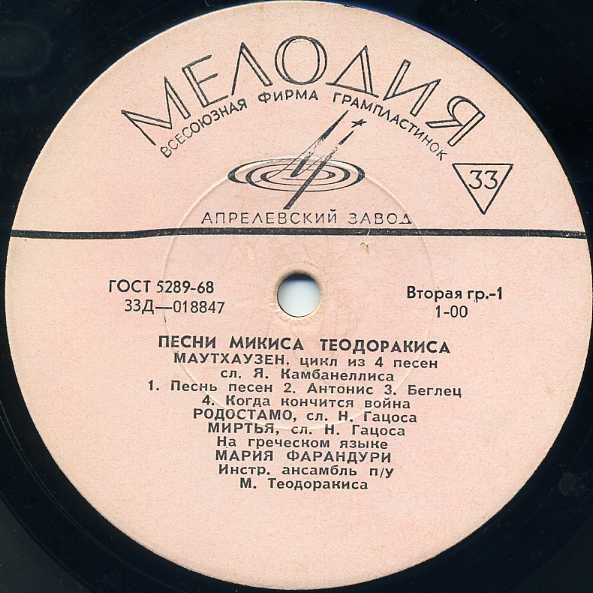 МЕЛОДИЯ
ВСЕСОЮЗНАЯ ФИРМА ГРАМПЛАСТИНОК
33
АПРЕЛЕВСКИЙ ЗАВОД
ГОСТ 5289-68
33Д—018847
Вторая гр.-1
1-00
ПЕСНИ МИКИСА ТЕОДОРАКИСА
МАУТХАУЗЕН, цикл из 4 песен
сл. Я. Камбанеллиса
1. Песнь песен 2. Антонис 3. Беглец
4. Когда кончится война
РОДОСТАМО, сл. Н. Гацоса
МИРТЬЯ, сл. Н. Гацоса
На греческом языке
МАРИЯ ФАРАНДУРИ
Инстр. ансамбль п/у
М. Теодоракиса